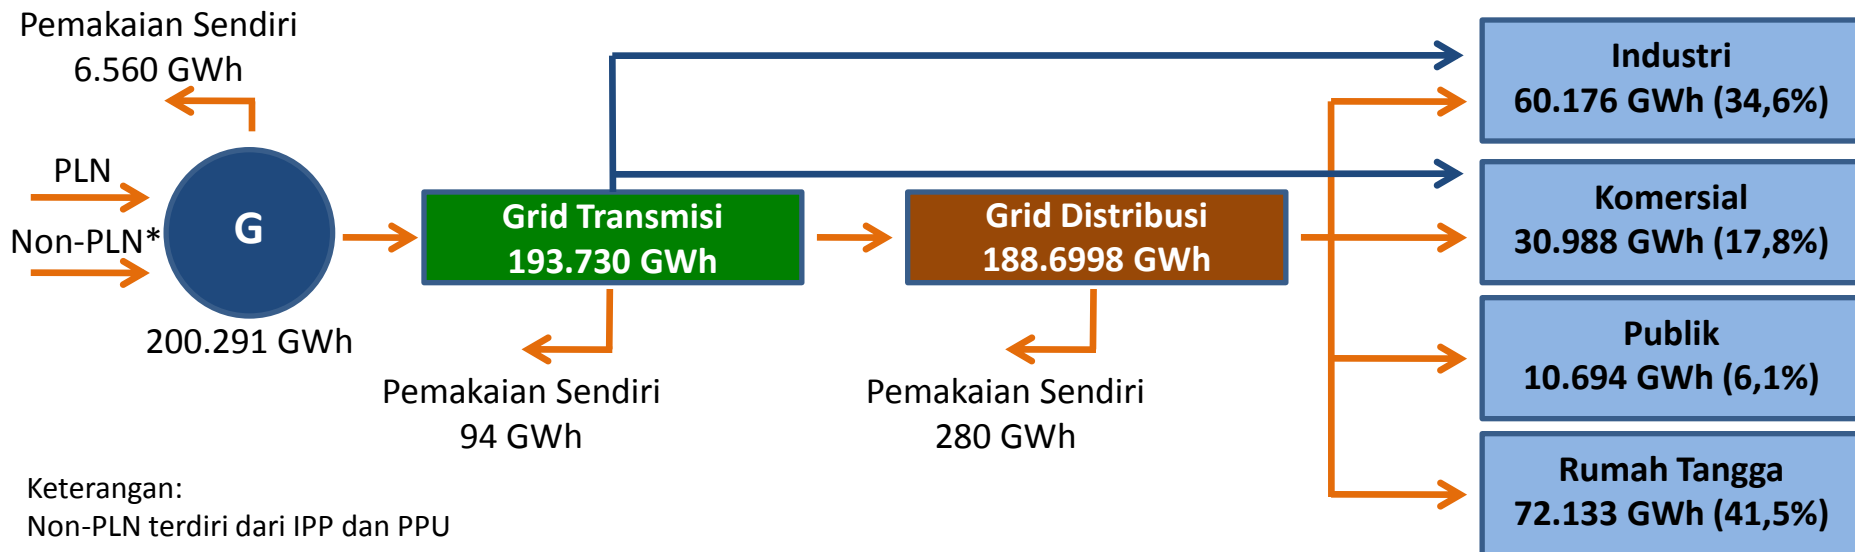 Pemakaian Sendiri
6.560 GWh
PLN
Non-PLN*
G
200.291 GWh
Grid Transmisi
193.730 GWh
Pemakaian Sendiri
94 GWh
Grid Distribusi
188.6998 GWh
Pemakaian Sendiri
280 GWh
Industri
60.176 GWh (34,6%)
Komersial
30.988 GWh (17,8%)
Publik
10.694 GWh (6,1%)
Rumah Tangga
72.133 GWh (41,5%)
Keterangan:
Non-PLN terdiri dari IPP dan PPU